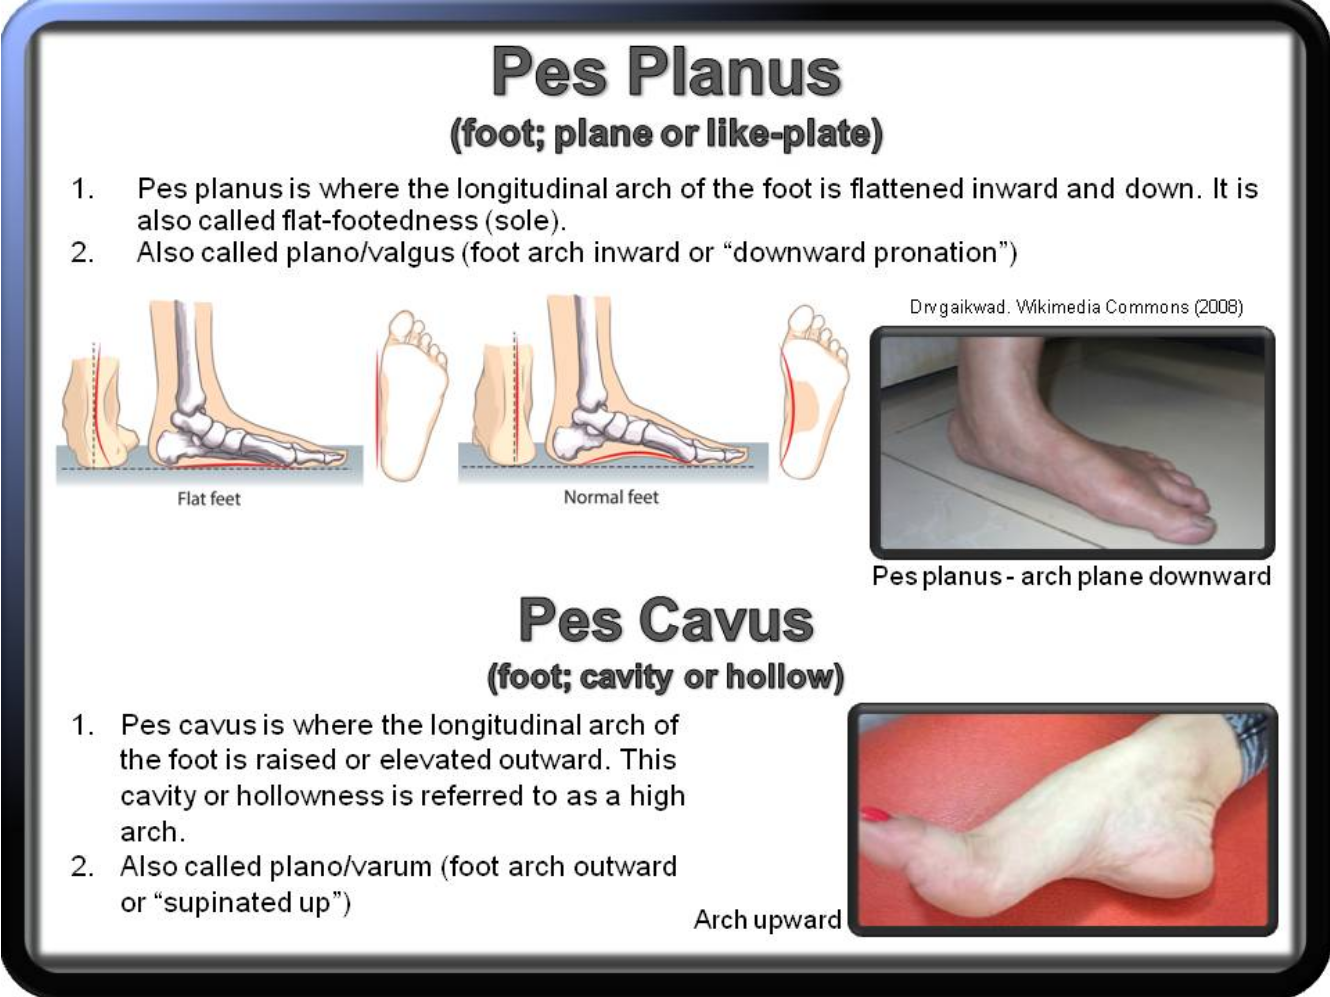 Pes Planus
(foot; plane or like-plate)
1. Pes planus is where the longitudinal arch of the foot is flattened inward and down. It is
also called flat-footedness (sole).
2. Also called plano/valgus (foot arch inward or “downward pronation”)
Drvgaikwad. Wikimedia Commons (2008)
Flat feet
Normal feet
Pes planus - arch plane downward
Pes Cavus
(foot; cavity or hollow)
1. Pes cavus is where the longitudinal arch of
the foot is raised or elevated outward. This
cavity or hollowness is referred to as a high
arch.
2. Also called plano/varum (foot arch outward
or “supinated up”)
Arch upward